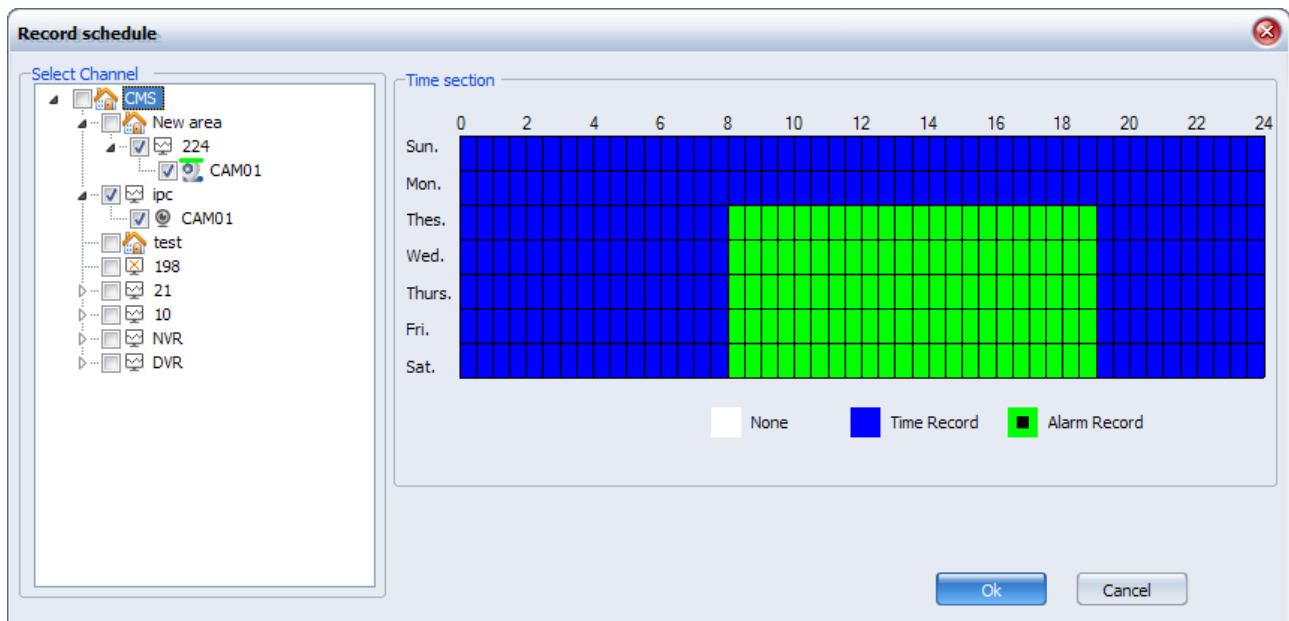 Record schedule
Select Channel
CMS
New area
224
CAM01
ipc
CAM01
test
198
21
10
NVR
DVR
Time section
0 2 4 6 8 10 12 14 16 18 20 22 24
Sun.
Mon.
Thes.
Wed.
Thurs.
Fri.
Sat.
None Time Record Alarm Record
Ok Cancel